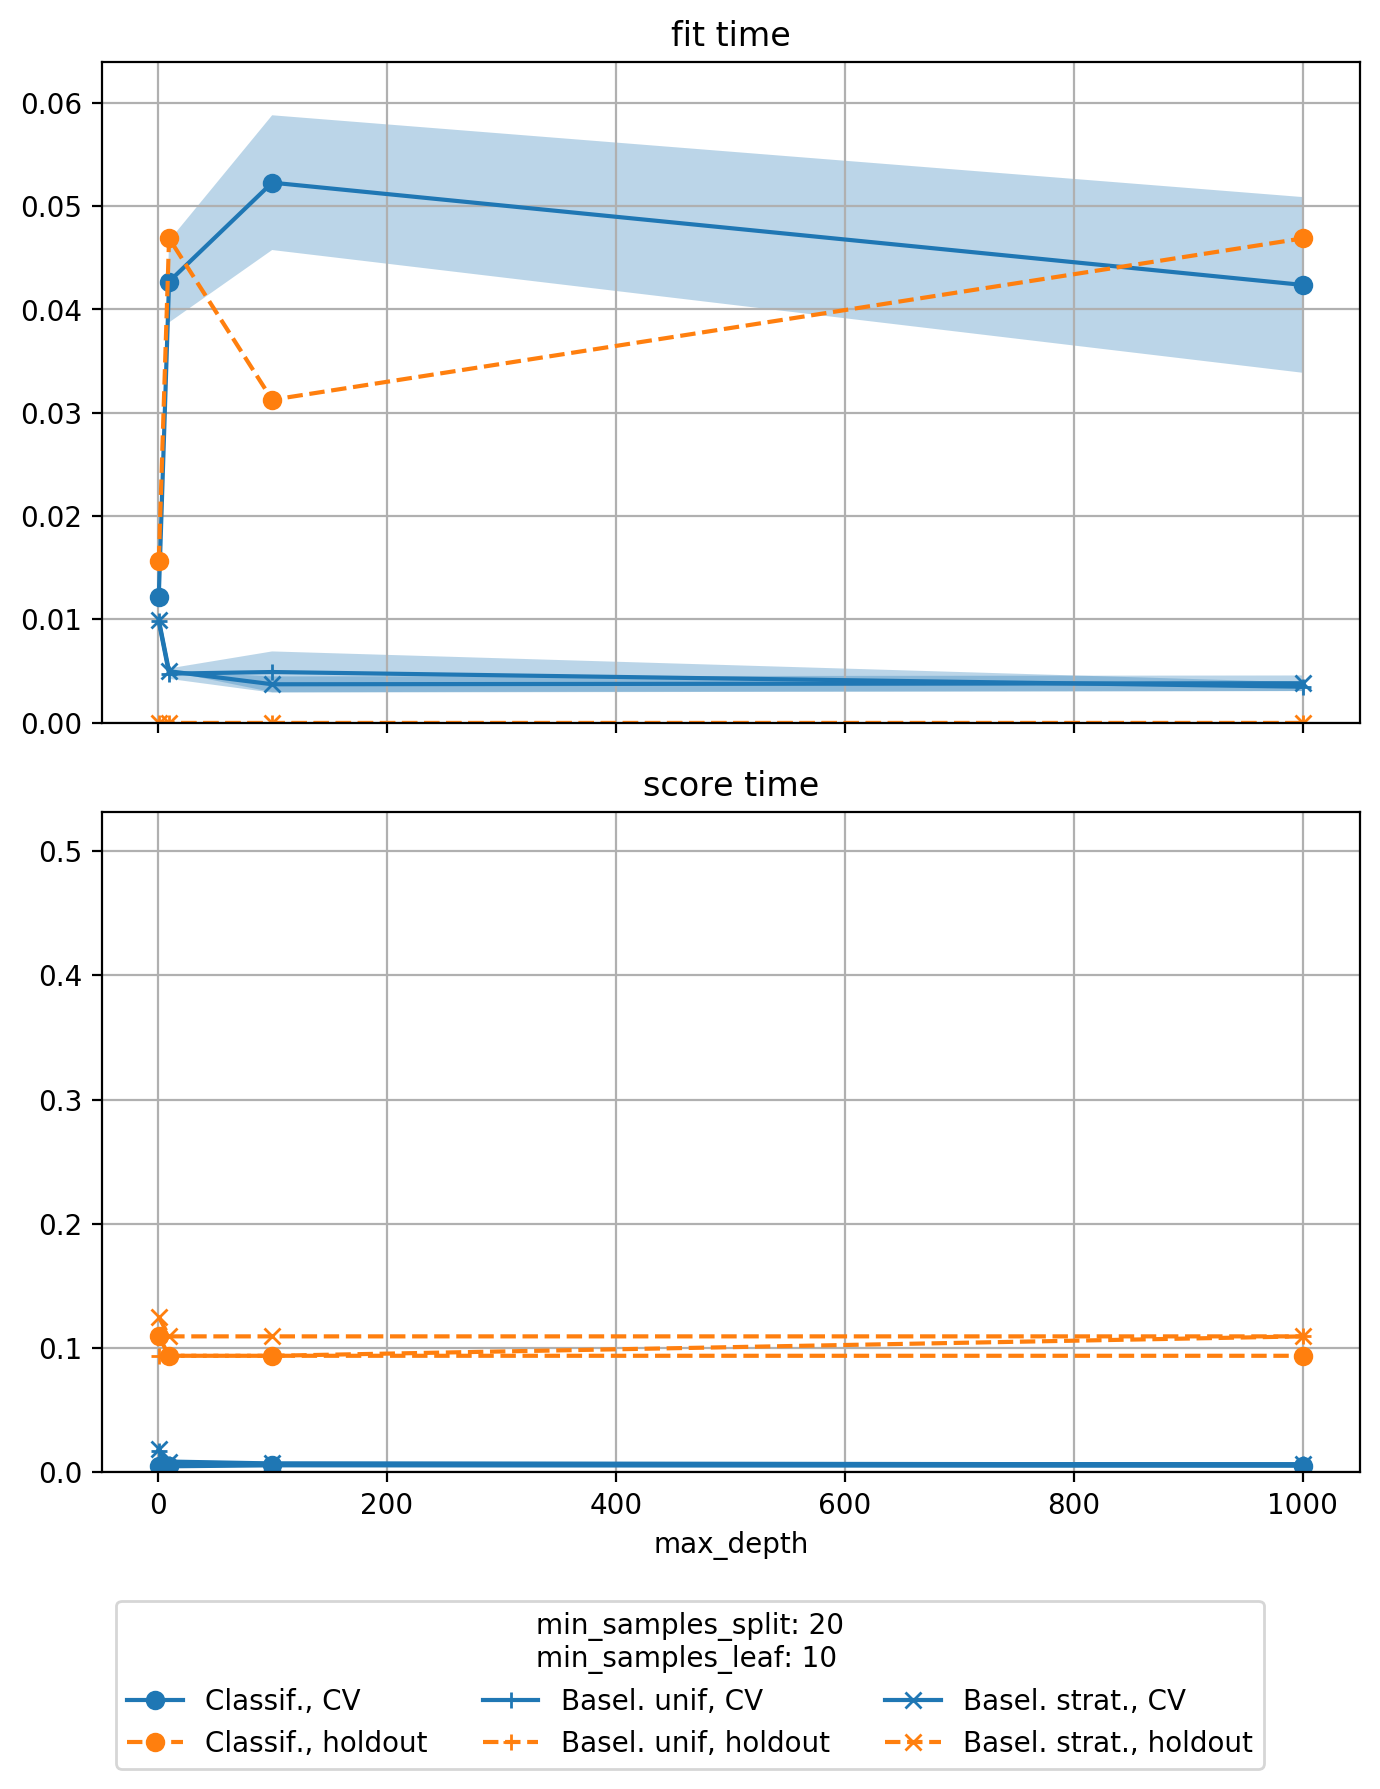 fit time
0.06
0.05
0.04
0.03
0.02
0.01
0.00
score time
0.5
0.4
0.3
0.2
0.1
0.0
0 200 400 600 800 1000
max_depth
min_samples_split: 20
min_samples_leaf: 10
Classif., CV Basel. unif, CV Basel. strat., CV
Classif., holdout Basel. unif, holdout Basel. strat., holdout